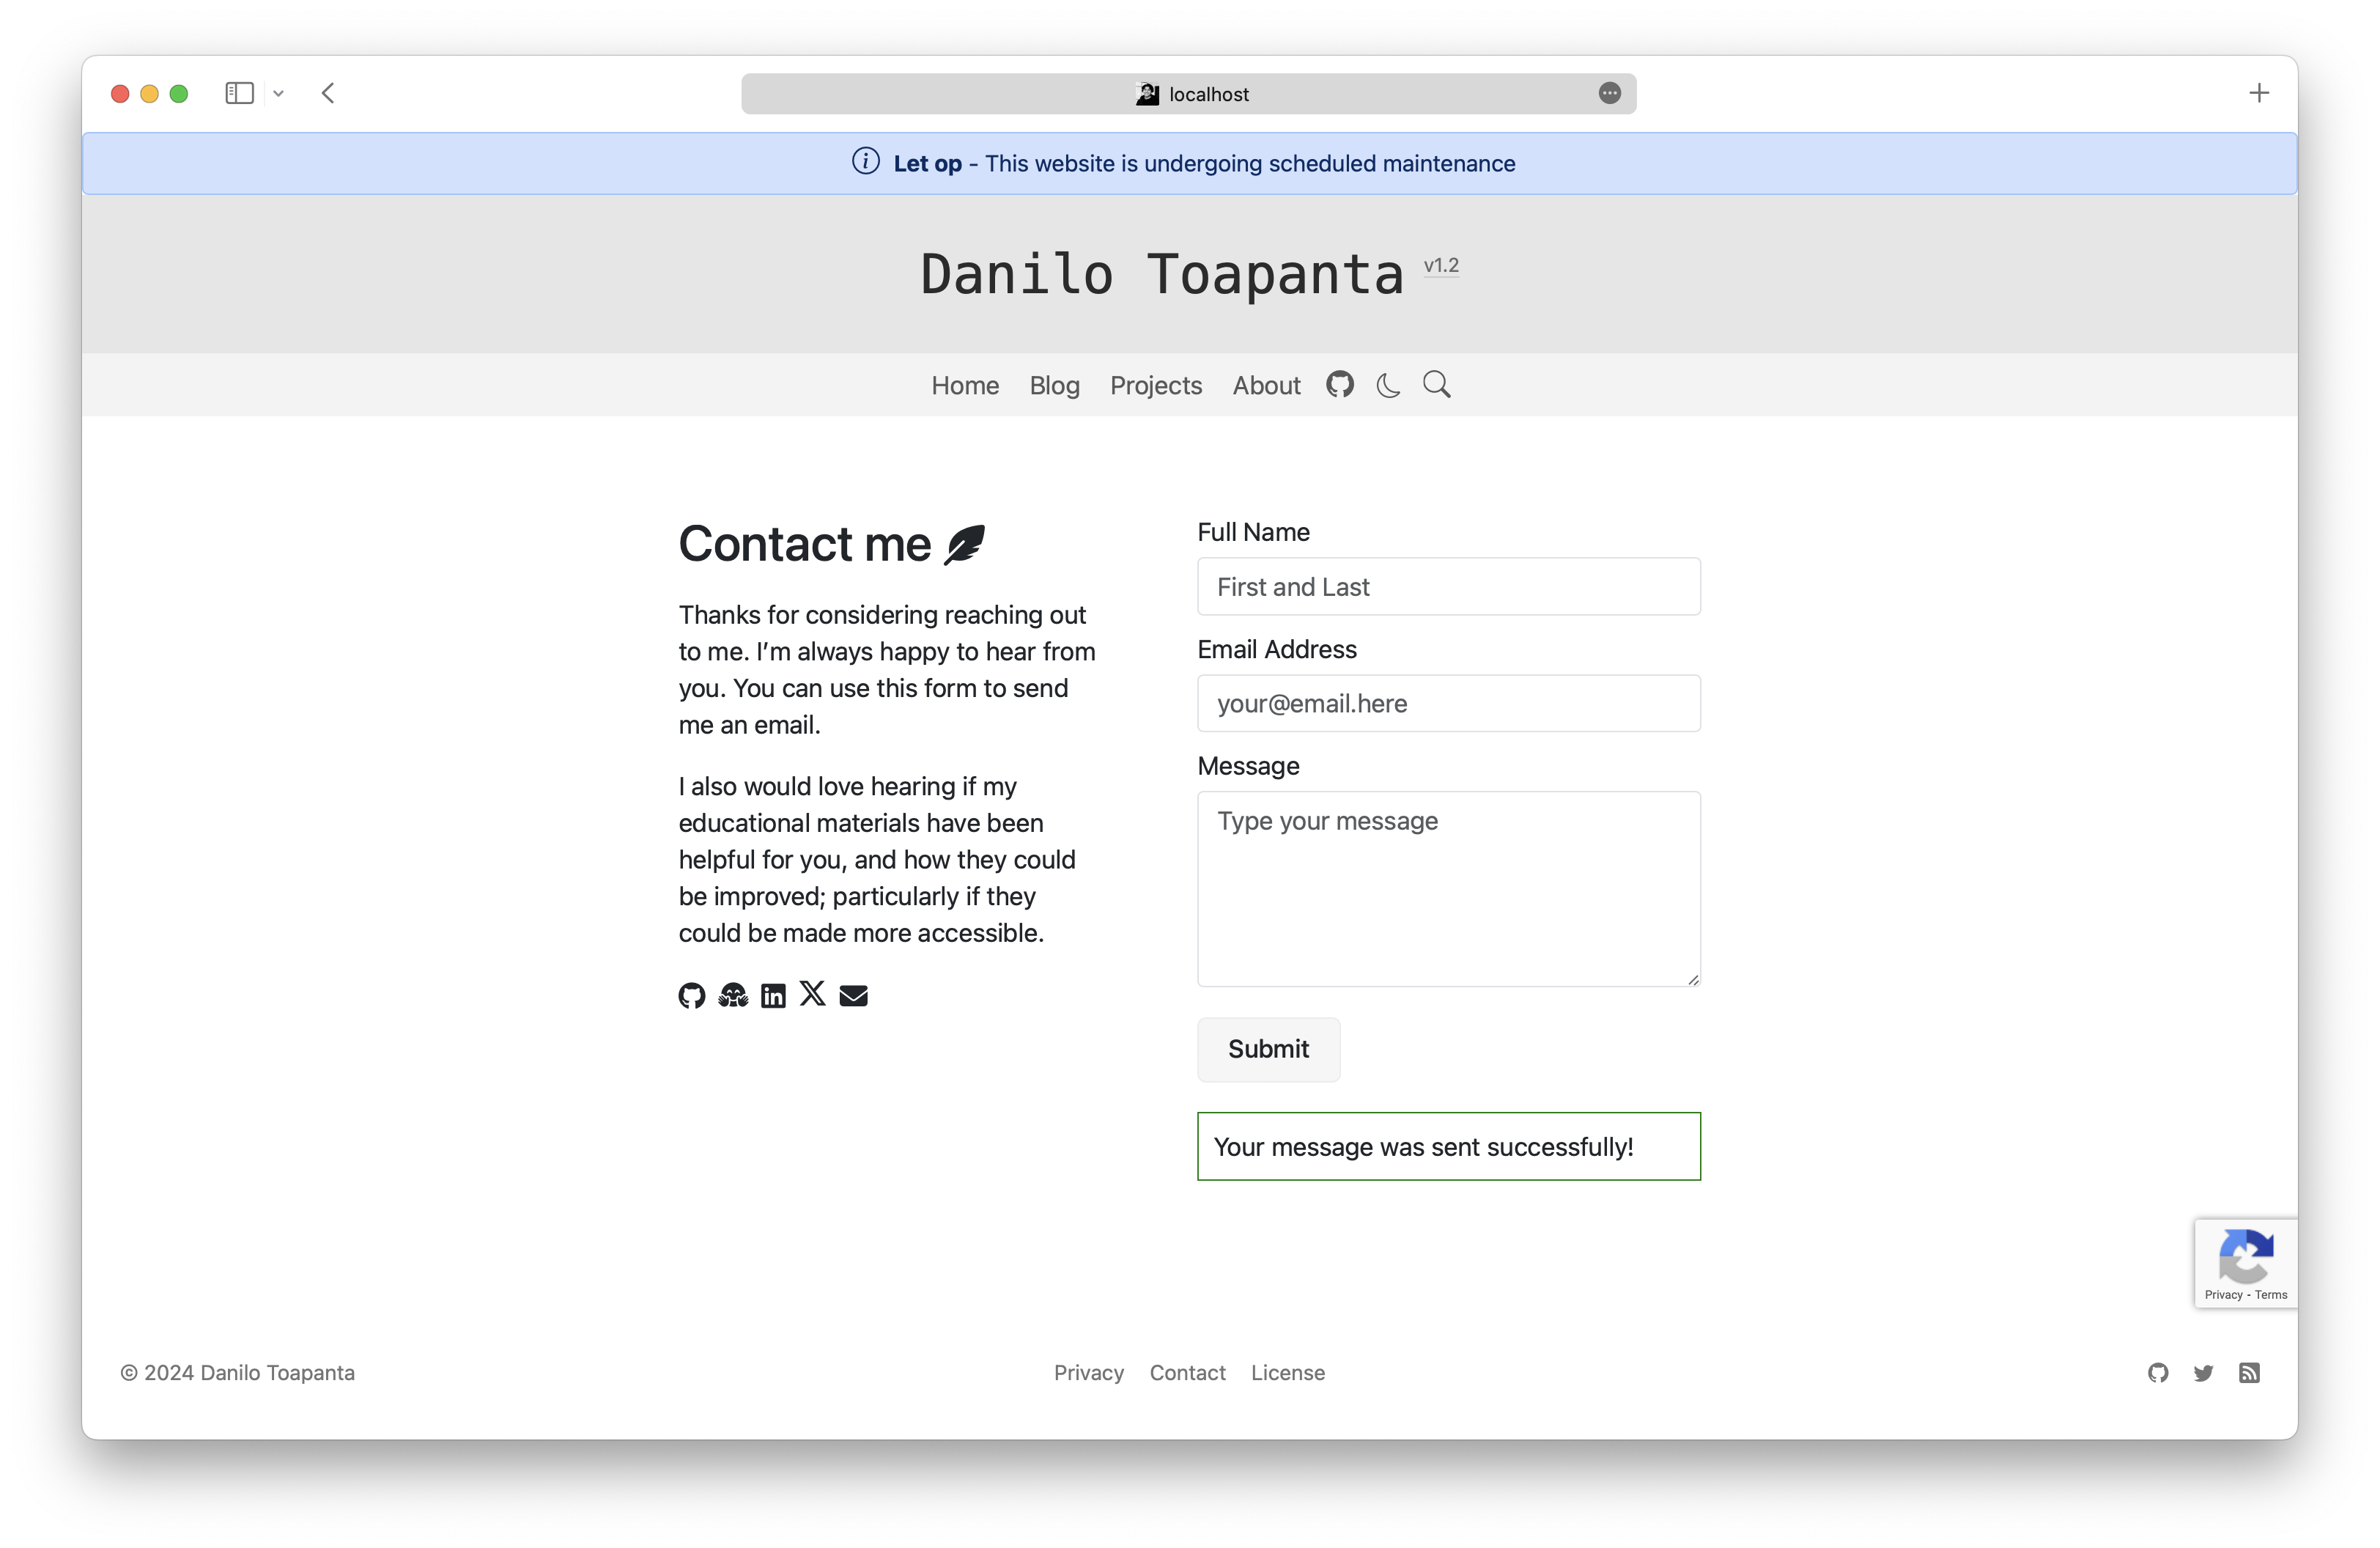 localhost
Let op - This website is undergoing scheduled maintenance
Danilo Toapanta v1.2
Home Blog Projects About
Contact me
Thanks for considering reaching out
to me. I’m always happy to hear from
you. You can use this form to send
me an email.
I also would love hearing if my
educational materials have been
helpful for you, and how they could
be improved; particularly if they
could be made more accessible.
Full Name
First and Last
Email Address
your@email.here
Message
Type your message
Submit
Your message was sent successfully!
Privacy - Terms
© 2024 Danilo Toapanta
Privacy Contact License